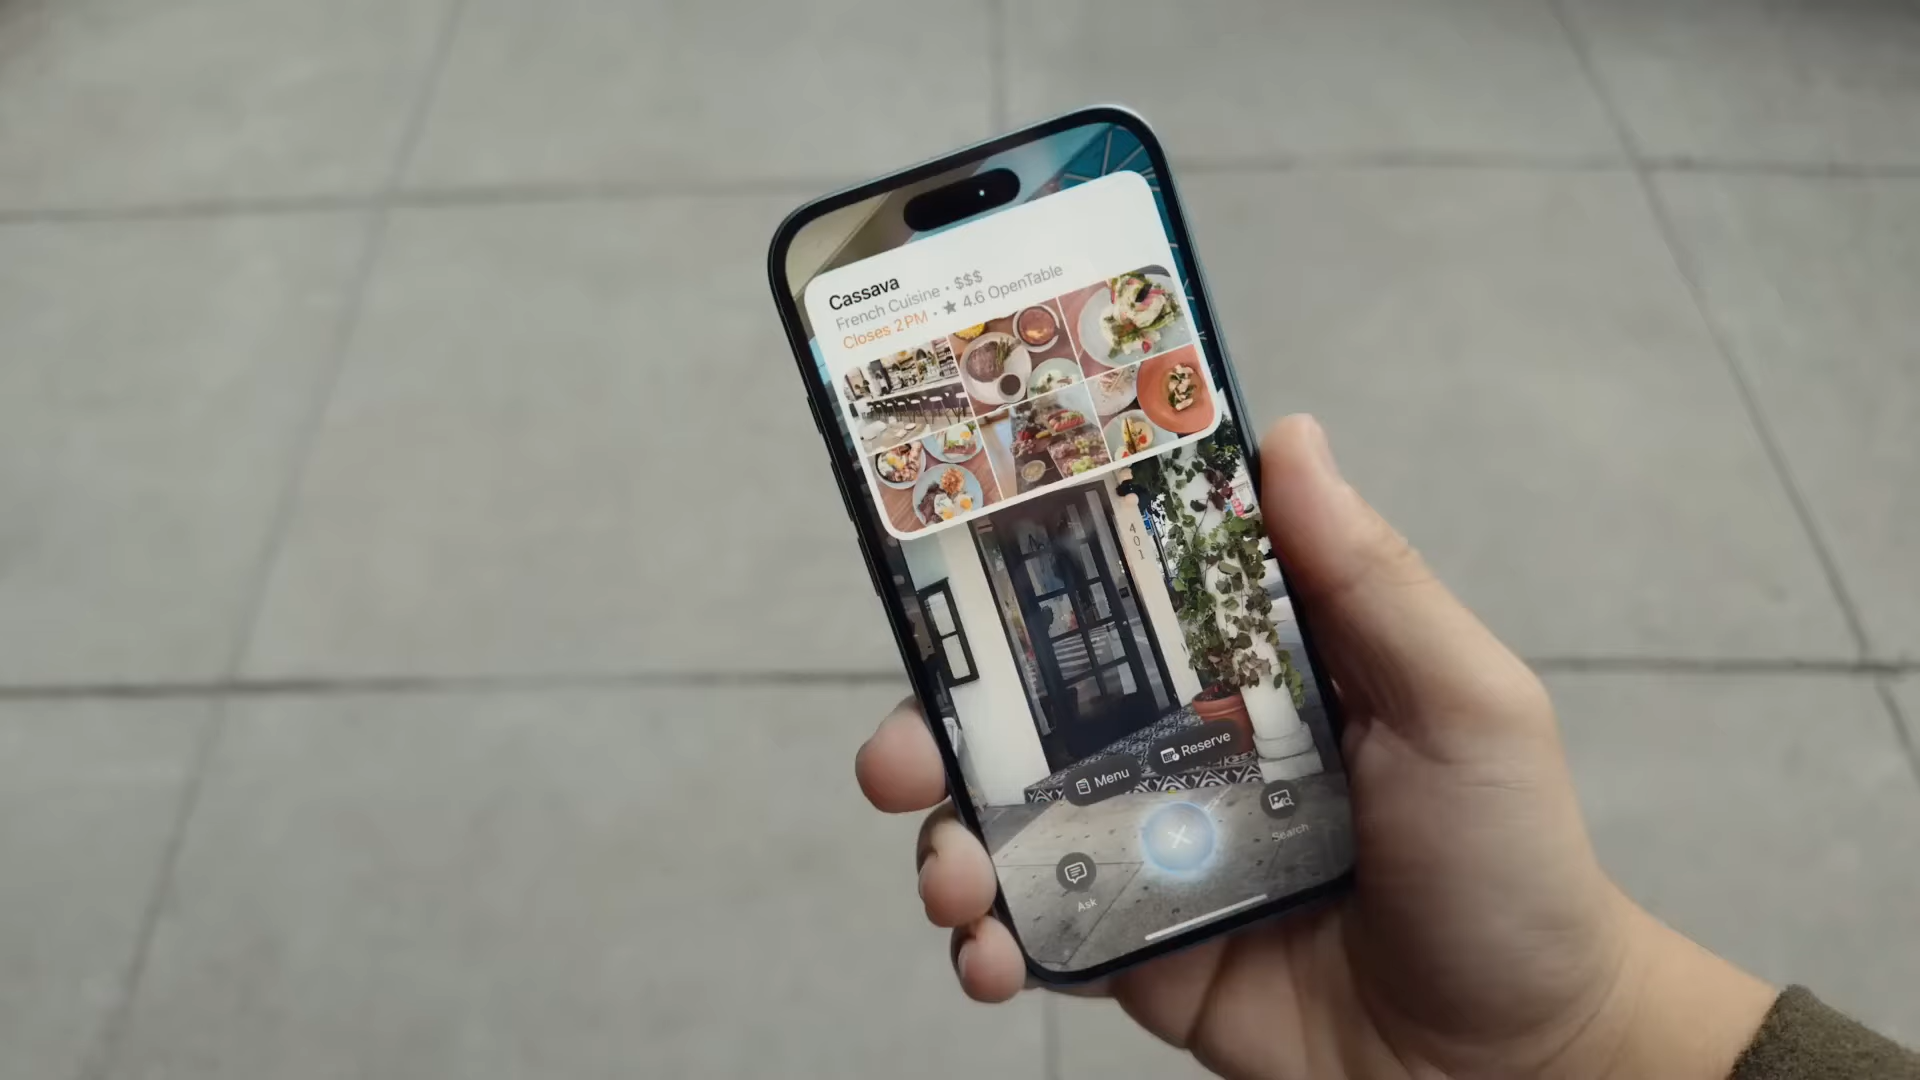 Cassava
French Cuisine • $$$
Closes 2 PM • ★ 4.6 OpenTable
401
Menu
Reserve
Ask
Search